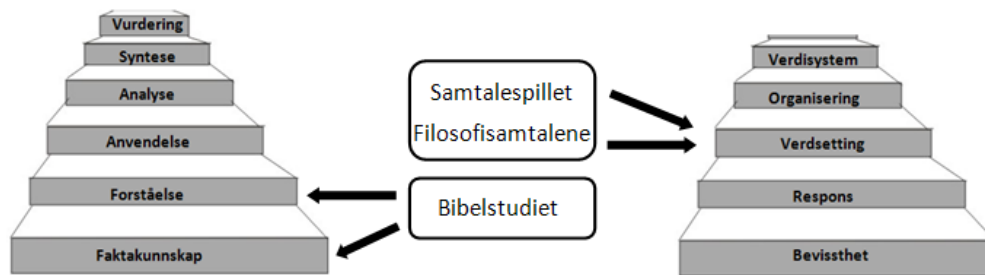 Vurdering
Syntese
Analyse
Anvendelse
Forståelse
Faktakunnskap
Samtalespillet
Filosofisamtalene
Bibelstudiet
Verdisystem
Organisering
Verdsetting
Respons
Bevissthet